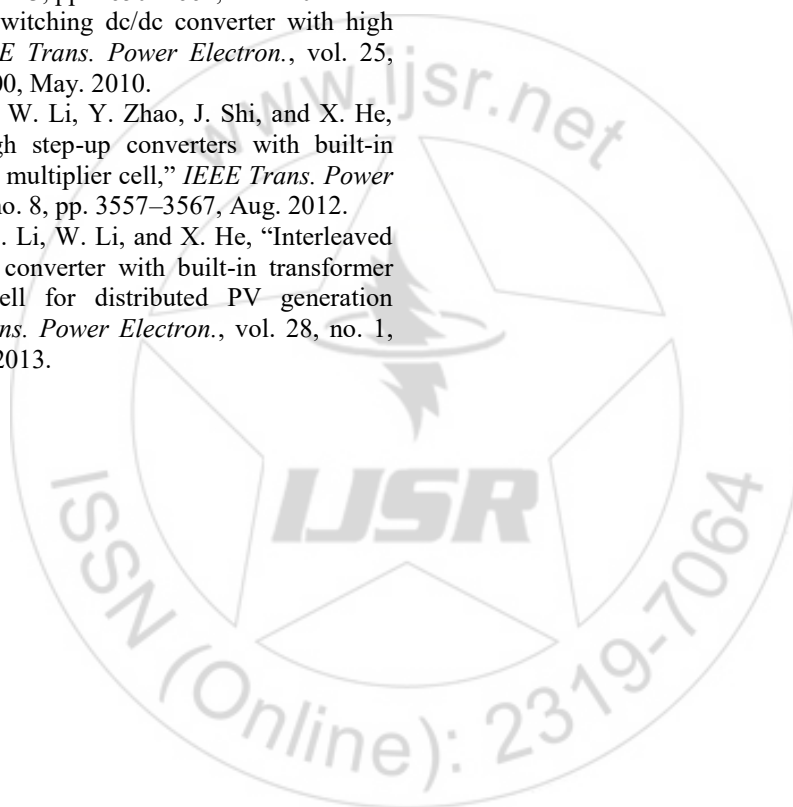 witching dc/dc converter with high
E Trans. Power Electron., vol. 25,
00, May. 2010.
W. Li, Y. Zhao, J. Shi, and X. He,
gh step-up converters with built-in
multiplier cell,” IEEE Trans. Power
no. 8, pp. 3557–3567, Aug. 2012.
. Li, W. Li, and X. He, “Interleaved
converter with built-in transformer
ell for distributed PV generation
ns. Power Electron., vol. 28, no. 1,
2013.
www.ijsr.net
IJSR
ISSN (Online): 2319-7064